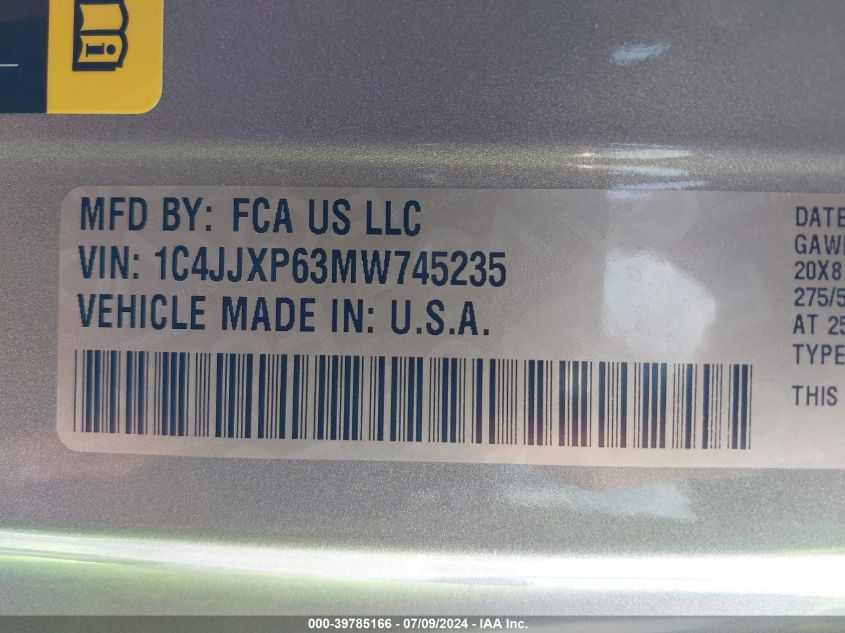 MFD BY: FCA US LLC
VIN: 1C4JJXP63MW745235
VEHICLE MADE IN: U.S.A.
DATE
GAWR
20X8
275/5
AT 25
TYPE
THIS
000-39785166 - 07/09/2024 - IAA Inc.